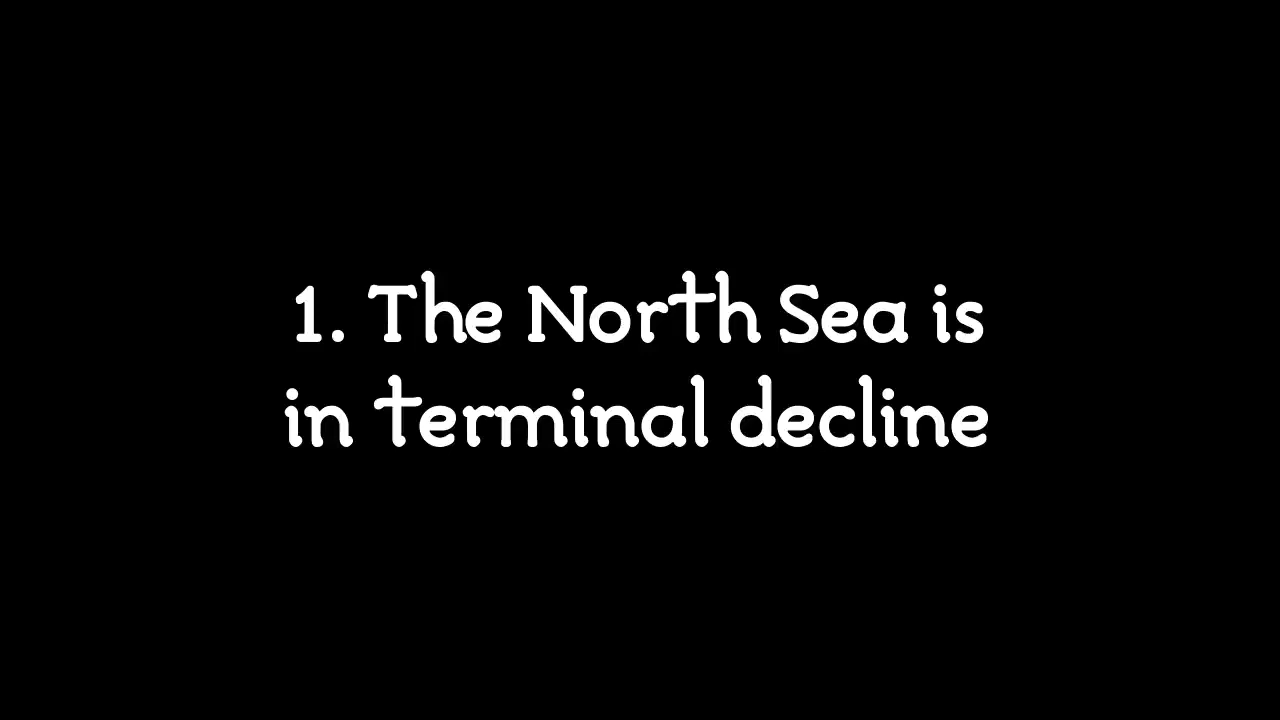 1. The North Sea is
in terminal decline